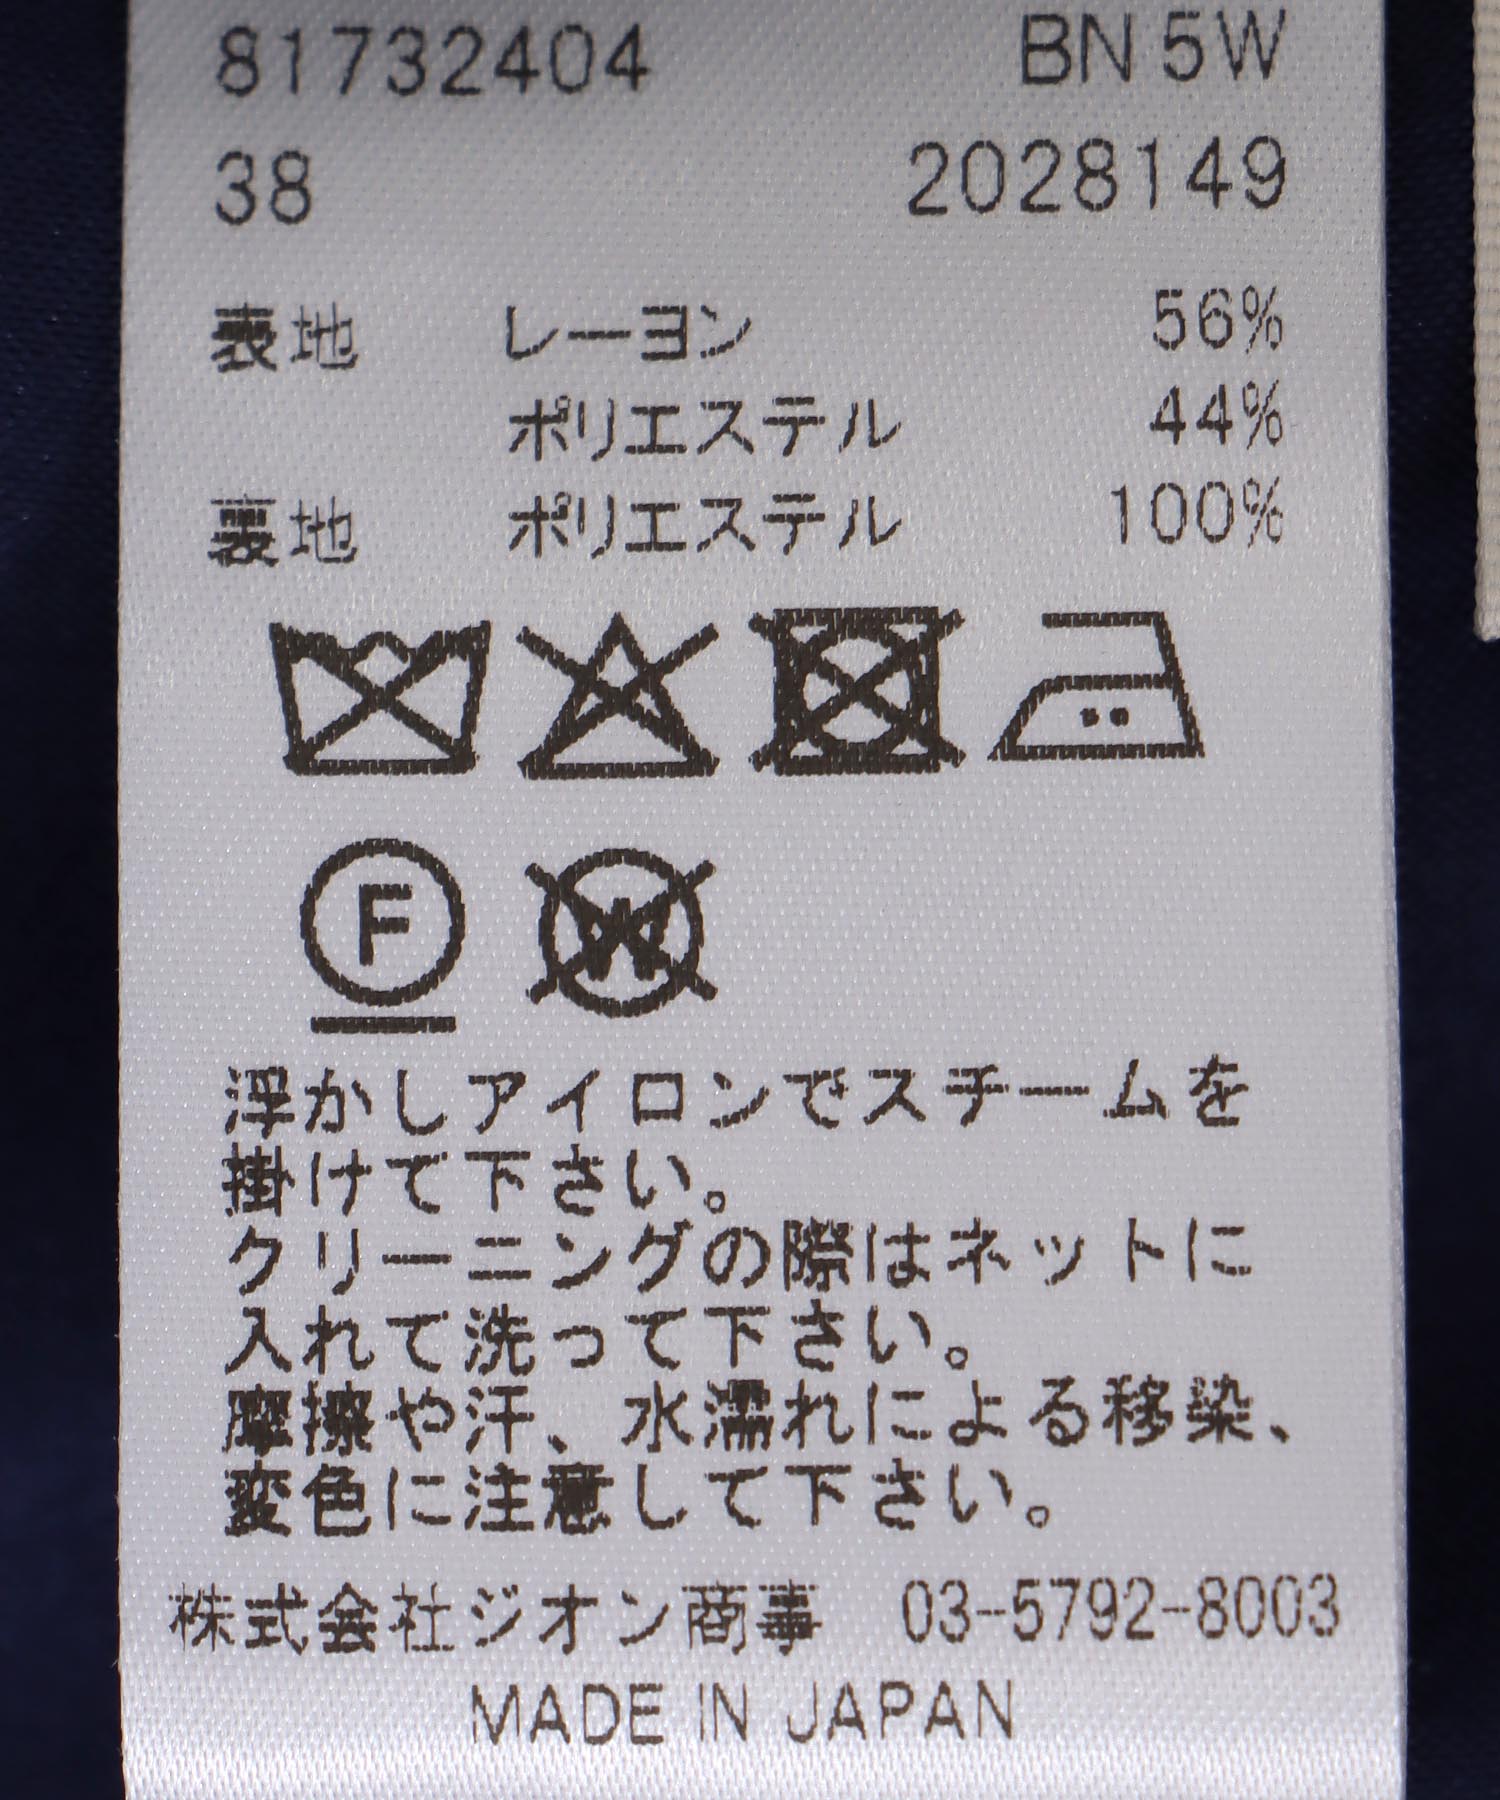 81732404 BN 5W
38 2028149
表地 レーヨン 56%
ポリエステル 44%
裏地 ポリエステル 100%
F W
浮かしアイロンでスチームを
掛けて下さい。
クリーニングの際はネットに
入れて洗って下さい。
摩擦や汗、水濡れによる移染、
変色に注意して下さい。
株式会社ジオン商事 03-5792-8003
MADE IN JAPAN